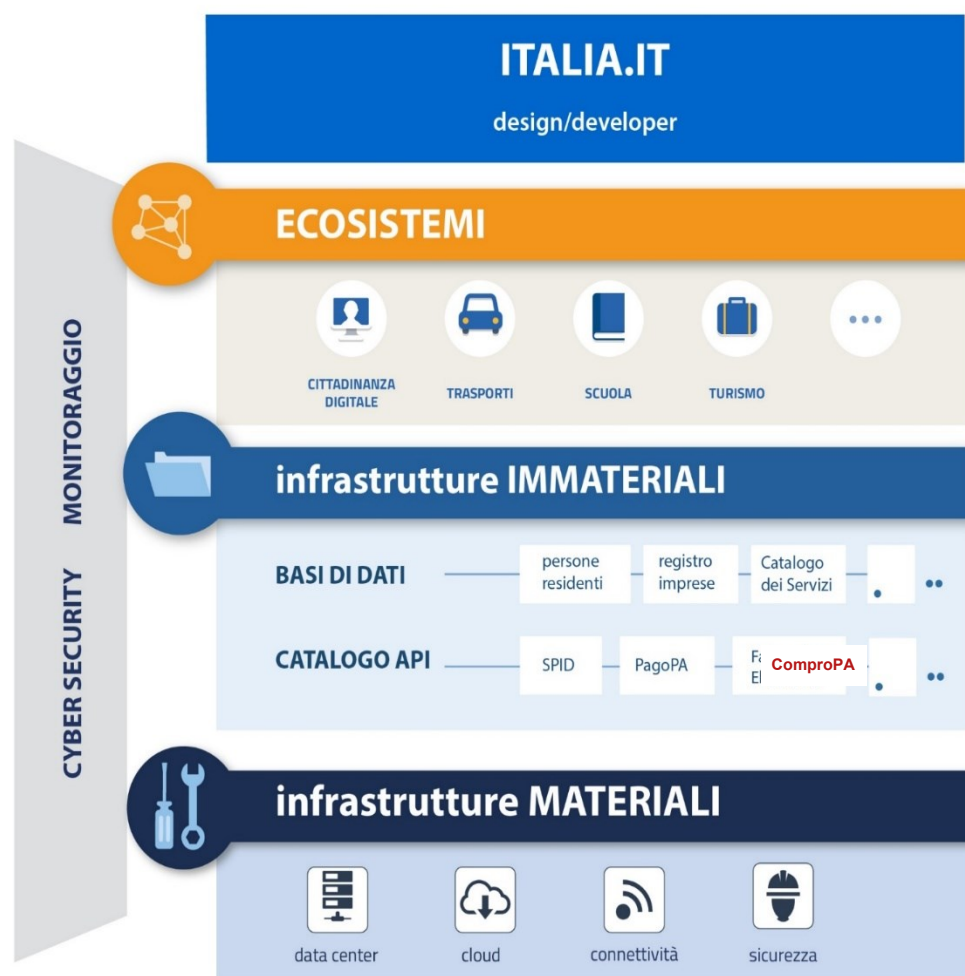 ITALIA.IT
design/developer
ECOSISTEMI
CITTADINANZA
DIGITALE
TRASPORTI
SCUOLA
TURISMO
infrastrutture IMMATERIALI
BASI DI DATI
persone
residenti
registro
imprese
Catalogo
dei Servizi
CATALOGO API
SPID
PagoPA
ComproPA
infrastrutture MATERIALI
data center
cloud
connettività
sicurezza
CYBER SECURITY MONITORAGGIO